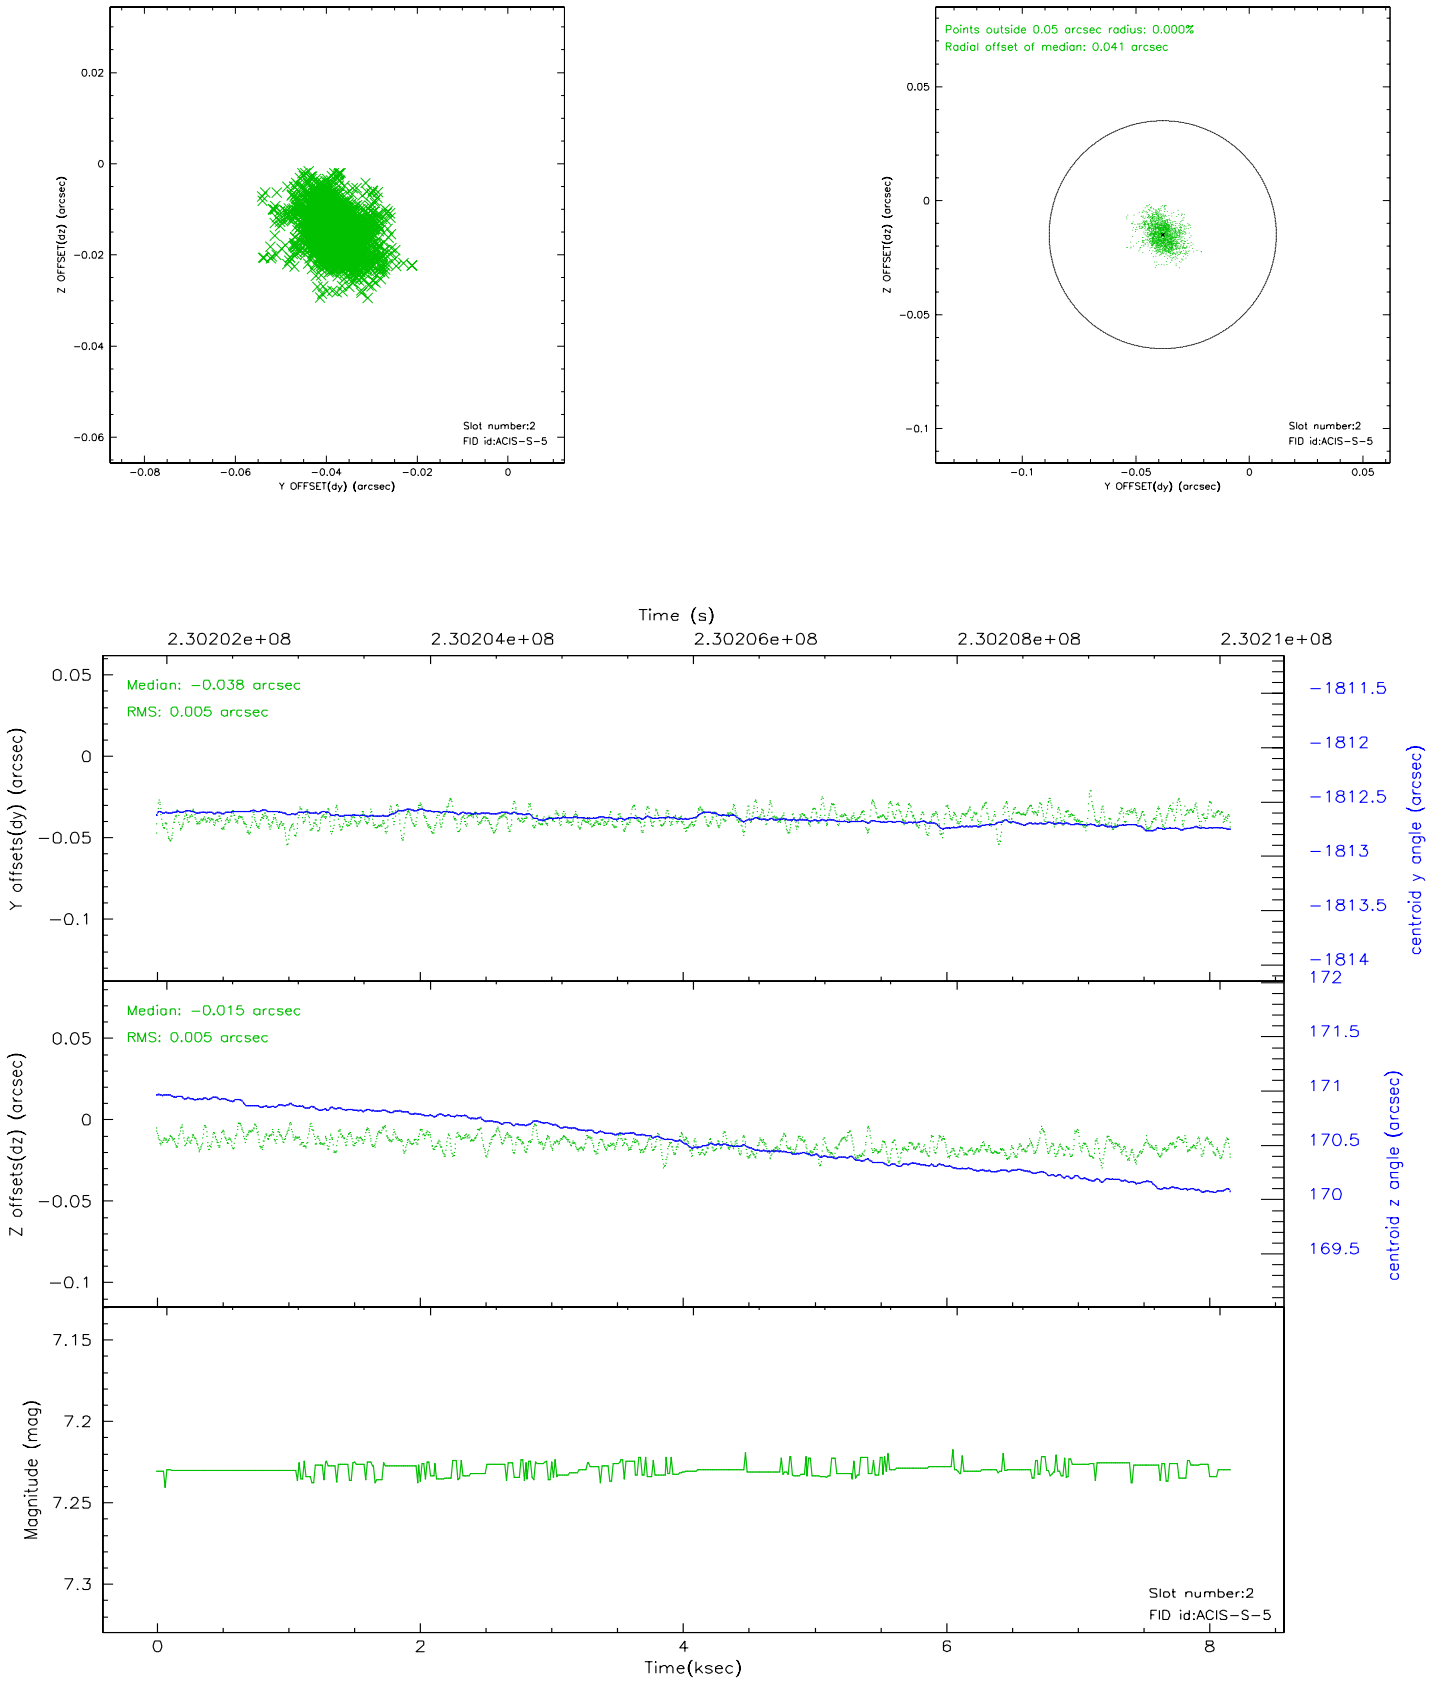 0.02
0
-0.02
-0.04
-0.06
Z OFFSET(dz) (arcsec)
Slot number:2
FID id:ACIS-S-5
-0.08 -0.06 -0.04 -0.02 0
Y OFFSET(dy) (arcsec)
Points outside 0.05 arcsec radius: 0.000%
Radial offset of median: 0.041 arcsec
0.05
0
-0.05
-0.1
Z OFFSET(dz) (arcsec)
Slot number:2
FID id:ACIS-S-5
-0.1 -0.05 0 0.05
Y OFFSET(dy) (arcsec)
Time (s)
2.30202e+08 2.30204e+08 2.30206e+08 2.30208e+08 2.3021e+08
Median: -0.038 arcsec
RMS: 0.005 arcsec
0.05
0
-0.05
-0.1
Y offsets(dy) (arcsec)
-1811.5
-1812
-1812.5
-1813
-1813.5
-1814
centroid y angle (arcsec)
Median: -0.015 arcsec
RMS: 0.005 arcsec
0.05
0
-0.05
-0.1
Z offsets(dz) (arcsec)
172
171.5
171
170.5
170
169.5
centroid z angle (arcsec)
7.15
7.2
7.25
7.3
Magnitude (mag)
Slot number:2
FID id:ACIS-S-5
0 2 4 6 8
Time(ksec)